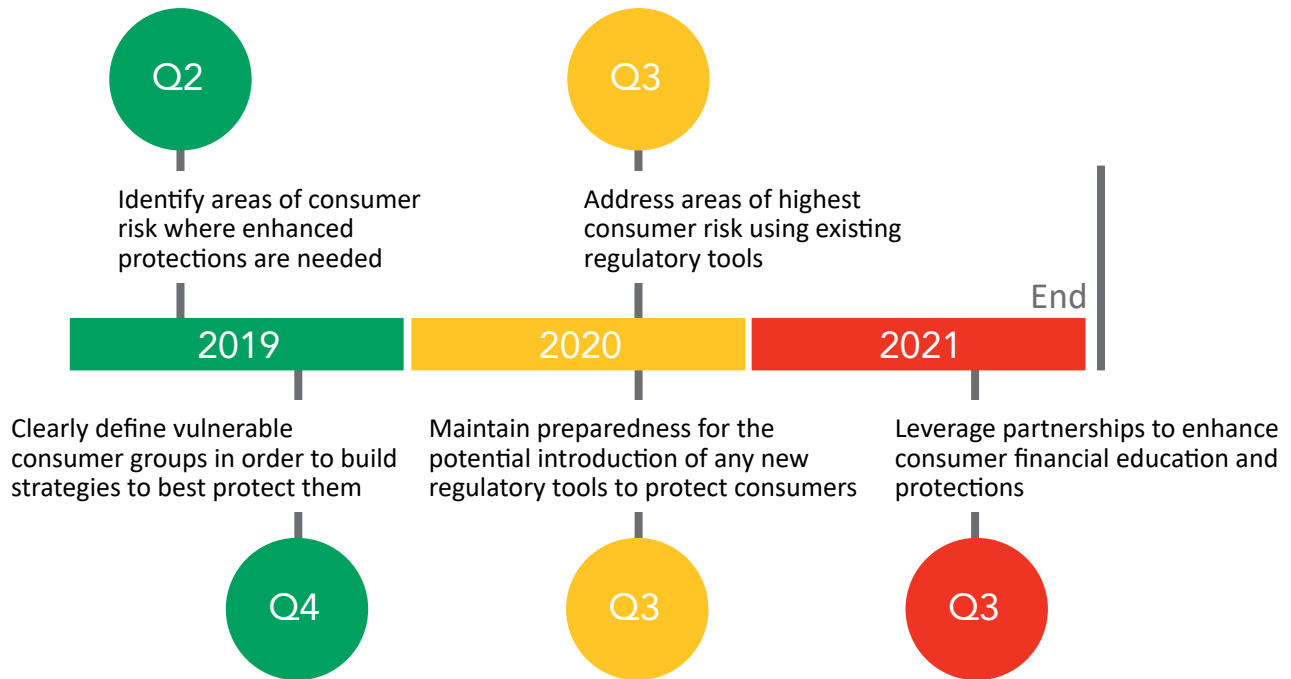 Q2
Q3
Identify areas of consumer
risk where enhanced
protections are needed
Address areas of highest
consumer risk using existing
regulatory tools
End
2019
2020
2021
Clearly define vulnerable
consumer groups in order to build
strategies to best protect them
Maintain preparedness for the
potential introduction of any new
regulatory tools to protect consumers
Leverage partnerships to enhance
consumer financial education and
protections
Q4
Q3
Q3